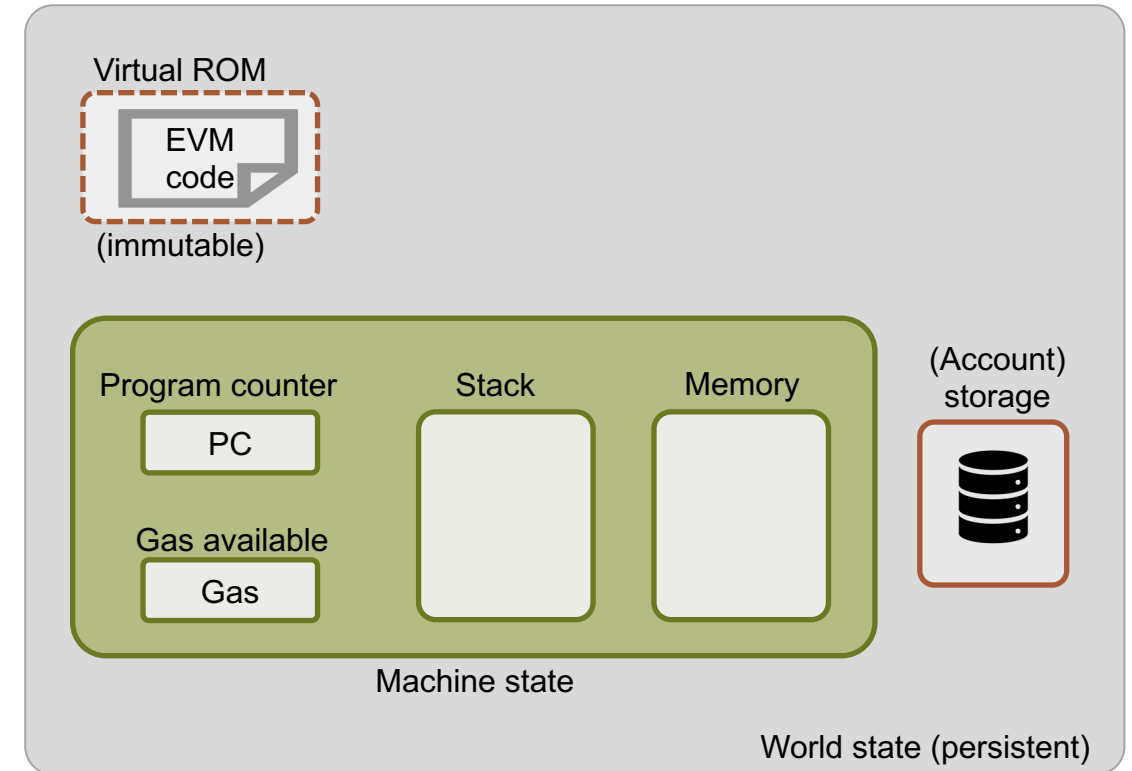 Virtual ROM
EVM
code
(immutable)
Program counter
PC
Gas available
Gas
Stack
Memory
Machine state
(Account)
storage
World state (persistent)